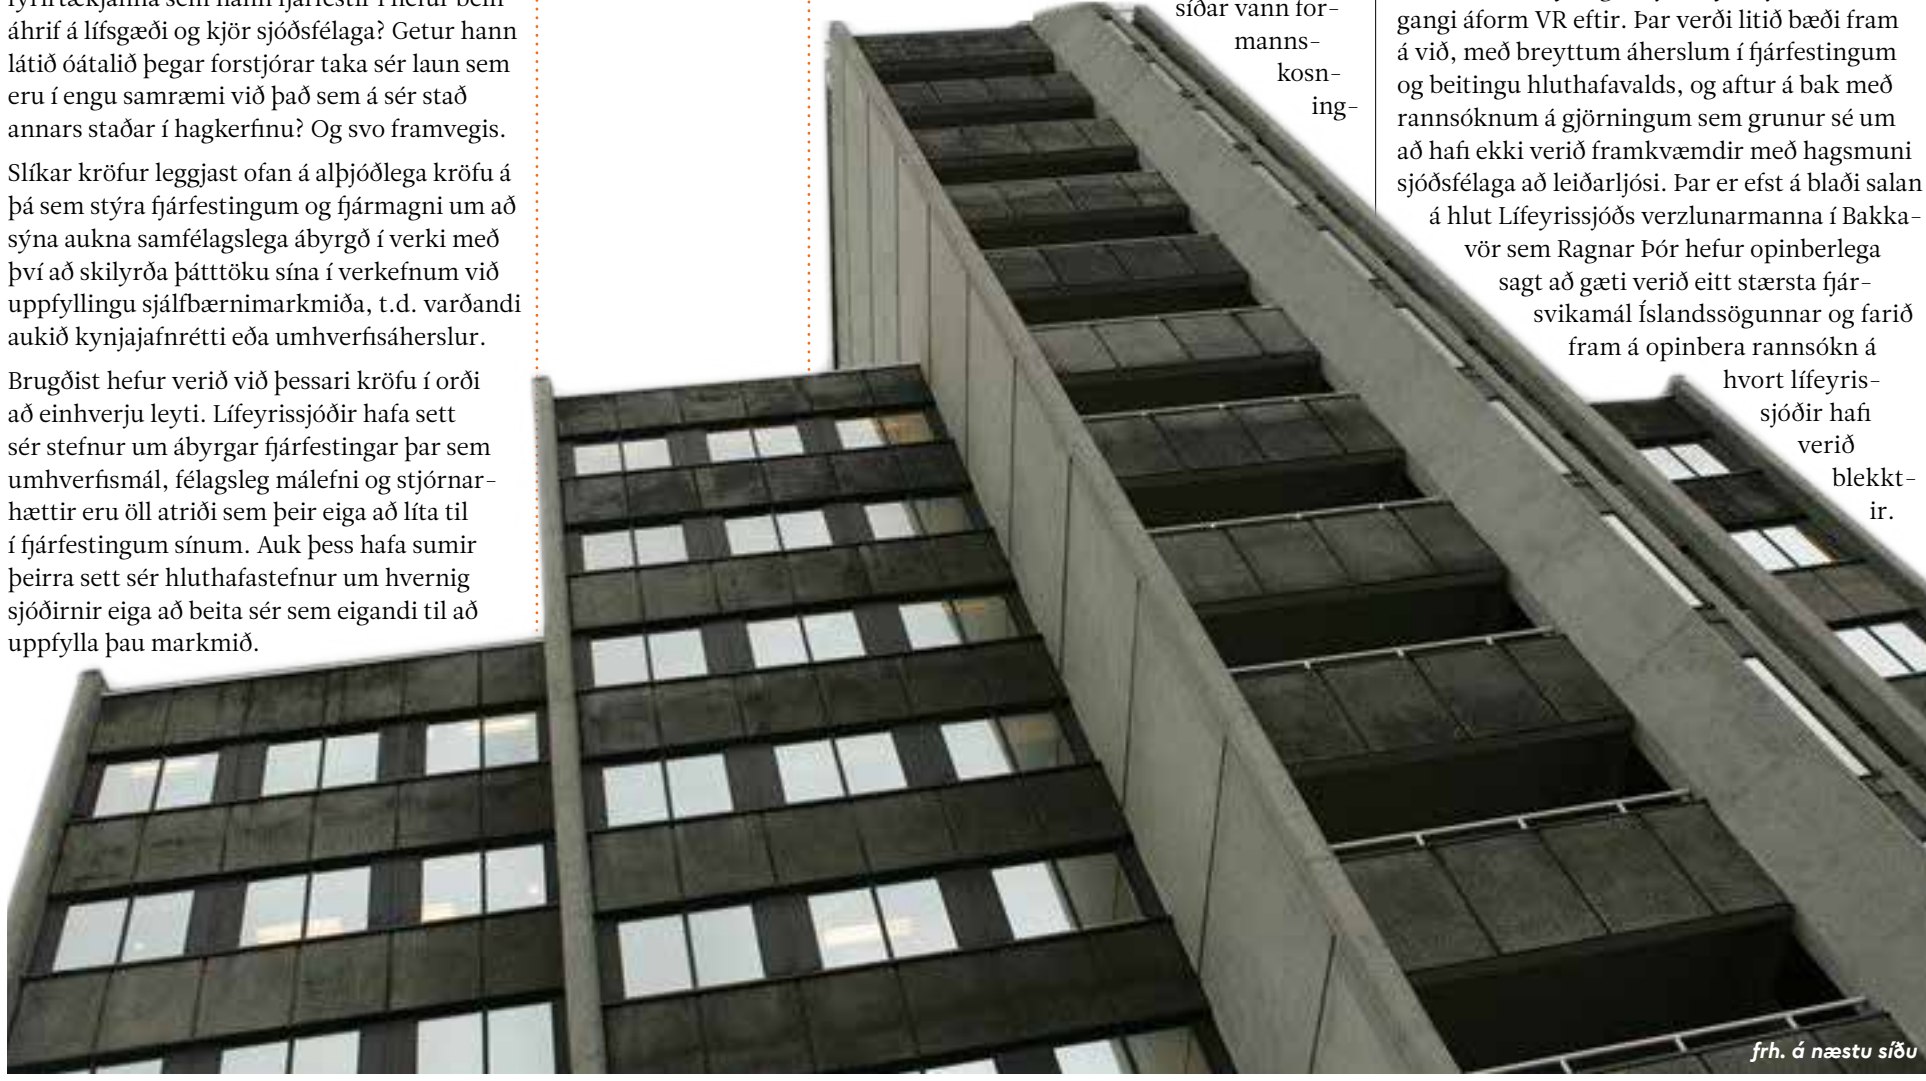 áhrif á lífsgæði og kjör sjóðsfélaga? Getur hann
látið óátalið þegar forstjórar taka sér laun sem
eru í engu samræmi við það sem á sér stað
annars staðar í hagkerfinu? Og svo framvegis.
Slíkar kröfur leggjast ofan á alþjóðlega kröfu á
þá sem stýra fjárfestingum og fjármagni um að
sýna aukna samfélagslega ábyrgð í verki með
því að skilyrða þátttöku sína í verkefnum við
uppfyllingu sjálfbærnimarkmiða, t.d. varðandi
aukið kynjajafnrétti eða umhverfisáherslur.
Brugðist hefur verið við þessari kröfu í orði
að einhverju leyti. Lífeyrissjóðir hafa sett
sér stefnur um ábyrgar fjárfestingar þar sem
umhverfismál, félagsleg málefni og stjórnar-
hættir eru öll atriði sem þeir eiga að líta til
í fjárfestingum sínum. Auk þess hafa sumir
þeirra sett sér hluthafastefnur um hvernig
sjóðirnir eiga að beita sér sem eigandi til að
uppfylla þau markmið.
síðar vann for-
manns-
kosn-
ing-
gangi áform VR eftir. Þar verði litið bæði fram
á við, með breyttum áherslum í fjárfestingum
og beitingu hluthafavalds, og aftur á bak með
rannsóknum á gjörningum sem grunur sé um
að hafi ekki verið framkvæmdir með hagsmuni
sjóðsfélaga að leiðarljósi. Þar er efst á blaði salan
á hlut Lífeyrissjóðs verzlunarmanna í Bakka-
vör sem Ragnar Þór hefur opinberlega
sagt að gæti verið eitt stærsta fjár-
svikamál Íslandssögunnar og farið
fram á opinbera rannsókn á
hvort lífeyris-
sjóðir hafi
verið
blekkt-
ir.
frh. á næstu síðu